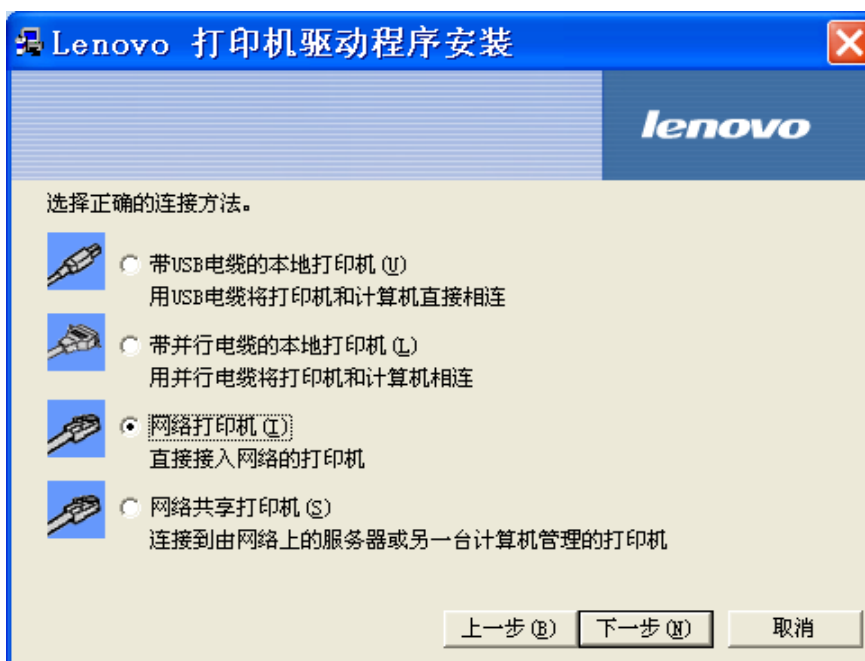 Lenovo 打印机驱动程序安装
lenovo
选择正确的连接方法。
带USB电缆的本地打印机(U)
用USB电缆将打印机和计算机直接相连
带并行电缆的本地打印机(L)
用并行电缆将打印机和计算机相连
网络打印机(I)
直接接入网络的打印机
网络共享打印机(S)
连接到由网络上的服务器或另一台计算机管理的打印机
上一步(B) 下一步(N) 取消